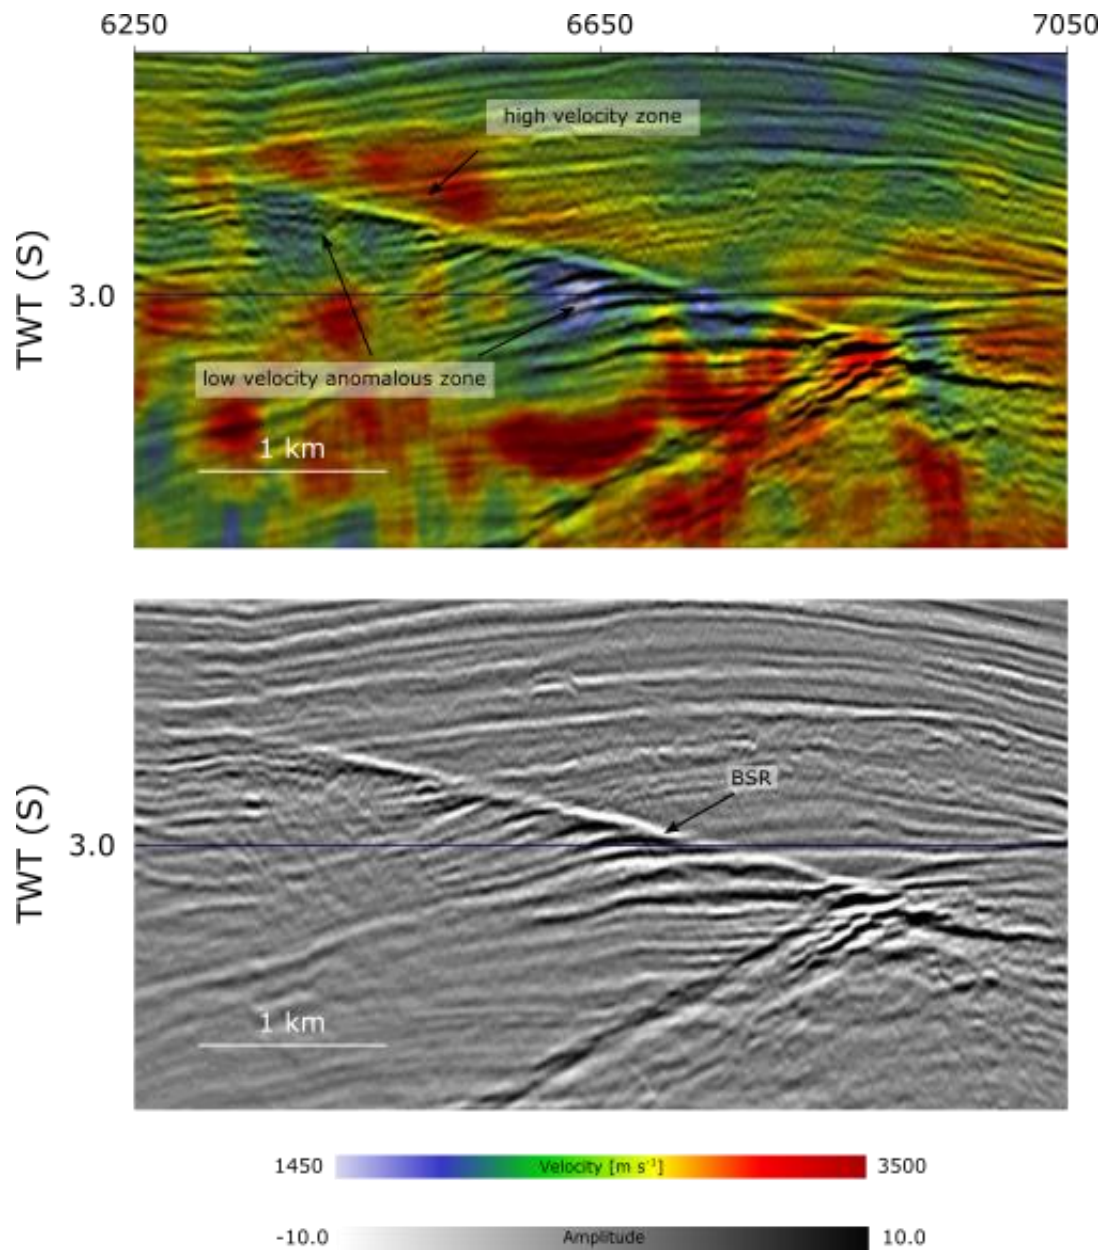 6250 6650 7050
high velocity zone
TWT (S)
3.0
low velocity anomalous zone
1 km
BSR
TWT (S)
3.0
1 km
1450 Velocity [m s⁻¹] 3500
-10.0 Amplitude 10.0